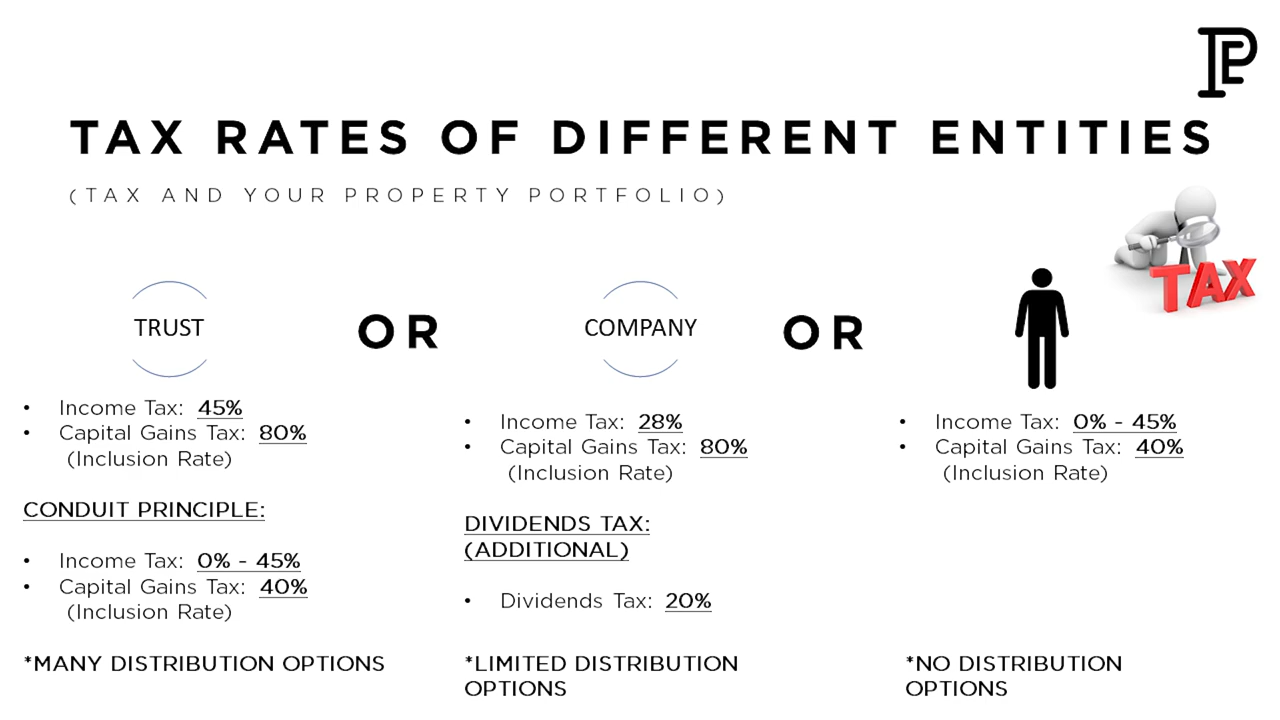 TAX RATES OF DIFFERENT ENTITIES
(TAX AND YOUR PROPERTY PORTFOLIO)
TAX
TRUST
OR
COMPANY
OR
• Income Tax: 45%
• Capital Gains Tax: 80%
(Inclusion Rate)
CONDUIT PRINCIPLE:
• Income Tax: 0% - 45%
• Capital Gains Tax: 40%
(Inclusion Rate)
*MANY DISTRIBUTION OPTIONS
• Income Tax: 28%
• Capital Gains Tax: 80%
(Inclusion Rate)
DIVIDENDS TAX:
(ADDITIONAL)
• Dividends Tax: 20%
*LIMITED DISTRIBUTION
OPTIONS
• Income Tax: 0% - 45%
• Capital Gains Tax: 40%
(Inclusion Rate)
*NO DISTRIBUTION
OPTIONS